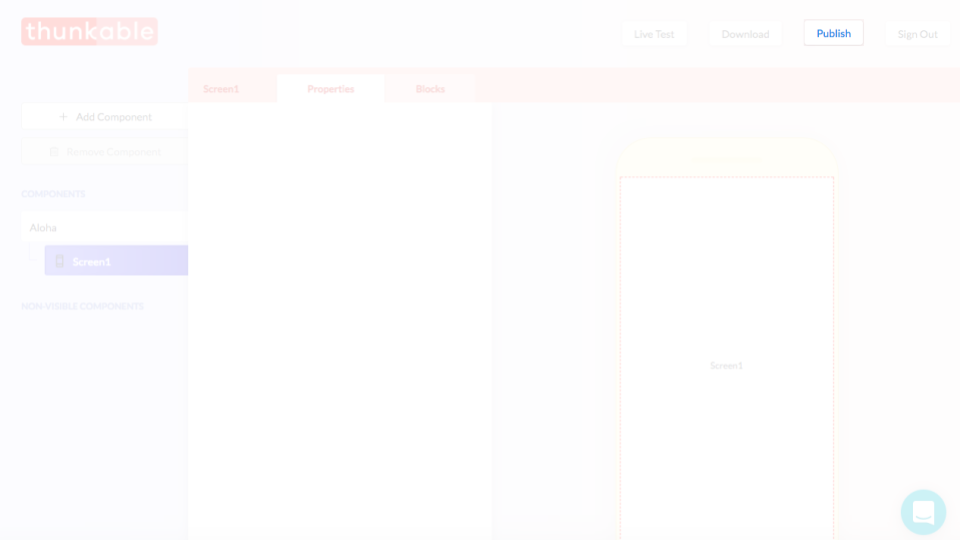 thunkable
Live Test
Download
Publish
Sign Out
Screen1
Properties
Blocks
+ Add Component
Remove Component
COMPONENTS
Aloha
Screen1
NON-VISIBLE COMPONENTS
Screen1